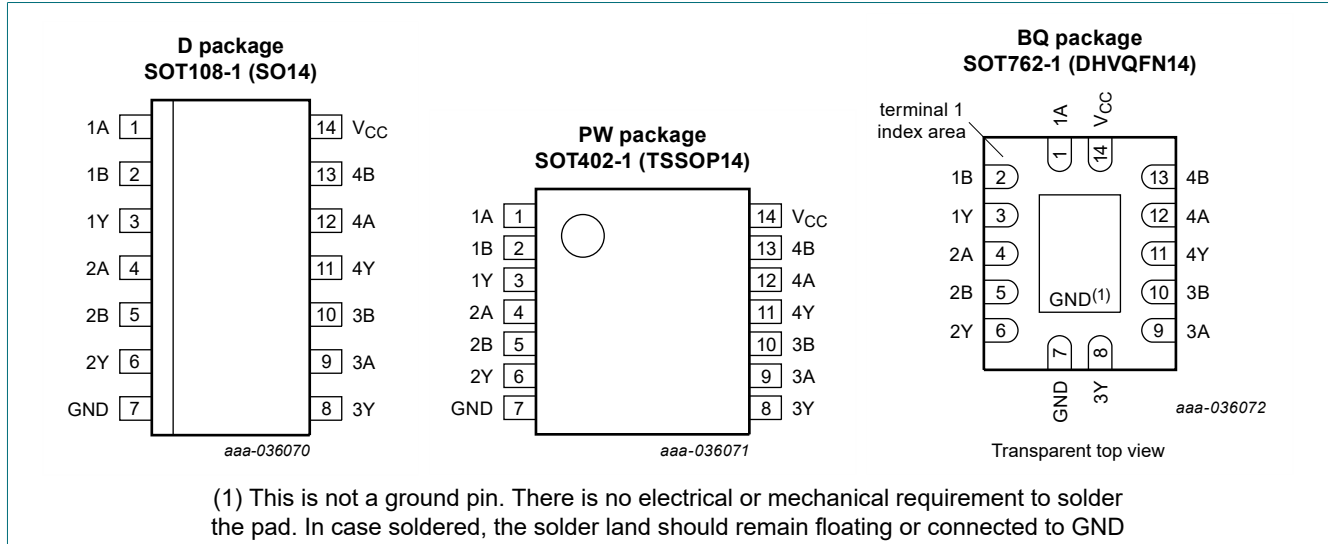 D package
SOT108-1 (SO14)
1A 1 14 VCC
1B 2 13 4B
1Y 3 12 4A
2A 4 11 4Y
2B 5 10 3B
2Y 6 9 3A
GND 7 8 3Y
aaa-036070
PW package
SOT402-1 (TSSOP14)
1A 1 14 VCC
1B 2 13 4B
1Y 3 12 4A
2A 4 11 4Y
2B 5 10 3B
2Y 6 9 3A
GND 7 8 3Y
aaa-036071
BQ package
SOT762-1 (DHVQFN14)
terminal 1
index area
1A VCC
1 14
1B 2 13 4B
1Y 3 12 4A
2A 4 11 4Y
2B 5 10 3B
GND(1)
2Y 6 9 3A
7 8
GND 3Y
aaa-036072
Transparent top view
(1) This is not a ground pin. There is no electrical or mechanical requirement to solder
the pad. In case soldered, the solder land should remain floating or connected to GND